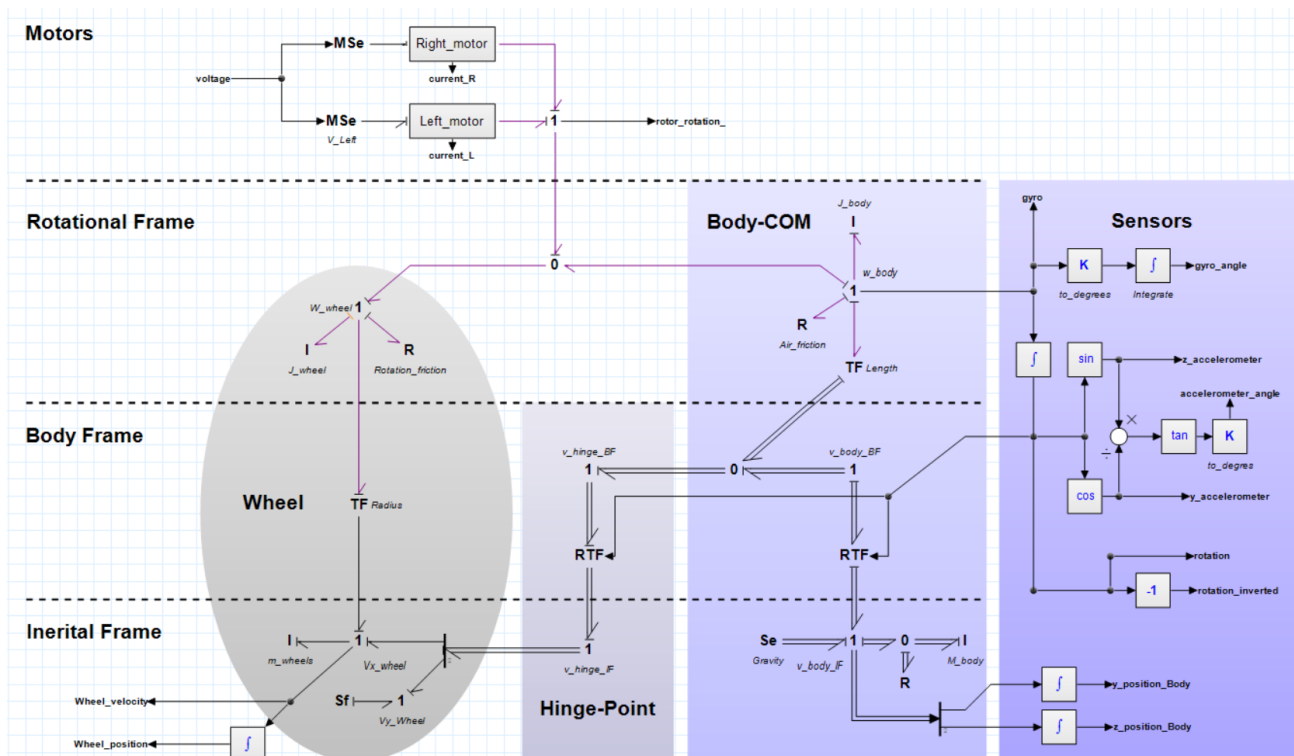 Motors
MSe
Right_motor
voltage
current_R
MSe
Left_motor
1
rotor_rotation_
V_Left
current_L
Rotational Frame
Body-COM
Sensors
J_body
I
gyro
0
w_body
K
∫
gyro_angle
to_degrees
Integrate
W_wheel
1
1
R
Air_friction
I
R
J_wheel
Rotation_friction
∫
sin
z_accelerometer
TF
Length
accelerometer_angle
×
÷
tan
K
to_degres
Body Frame
v_hinge_BF
1
0
v_body_BF
1
Wheel
TF
Radius
cos
y_accelerometer
RTF
RTF
rotation
-1
rotation_inverted
Inerital Frame
I
m_wheels
1
Vx_wheel
2
1
v_hinge_IF
Se
Gravity
1
v_body_IF
0
I
M_body
R
Sf
1
Vy_Wheel
Hinge-Point
Wheel_velocity
∫
Wheel_position
∫
y_position_Body
2
∫
z_position_Body